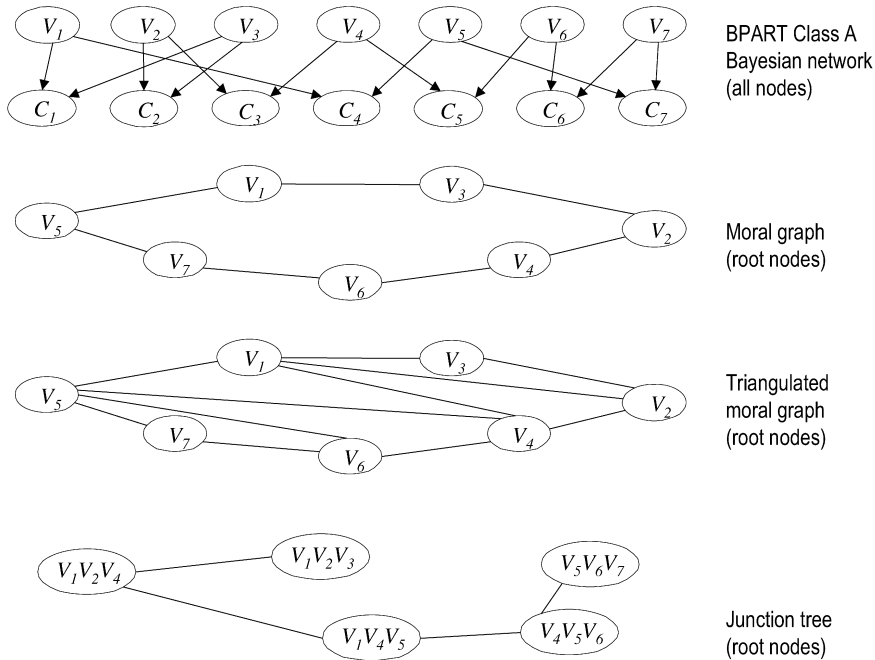 V1 V2 V3 V4 V5 V6 V7
BPART Class A
Bayesian network
(all nodes)
C1 C2 C3 C4 C5 C6 C7
V1 V3
V5 V2
V7 V4
V6
Moral graph
(root nodes)
V1 V3
V5 V2
V7 V4
V6
Triangulated
moral graph
(root nodes)
V1V2V4 V1V2V3 V5V6V7
V1V4V5 V4V5V6
Junction tree
(root nodes)